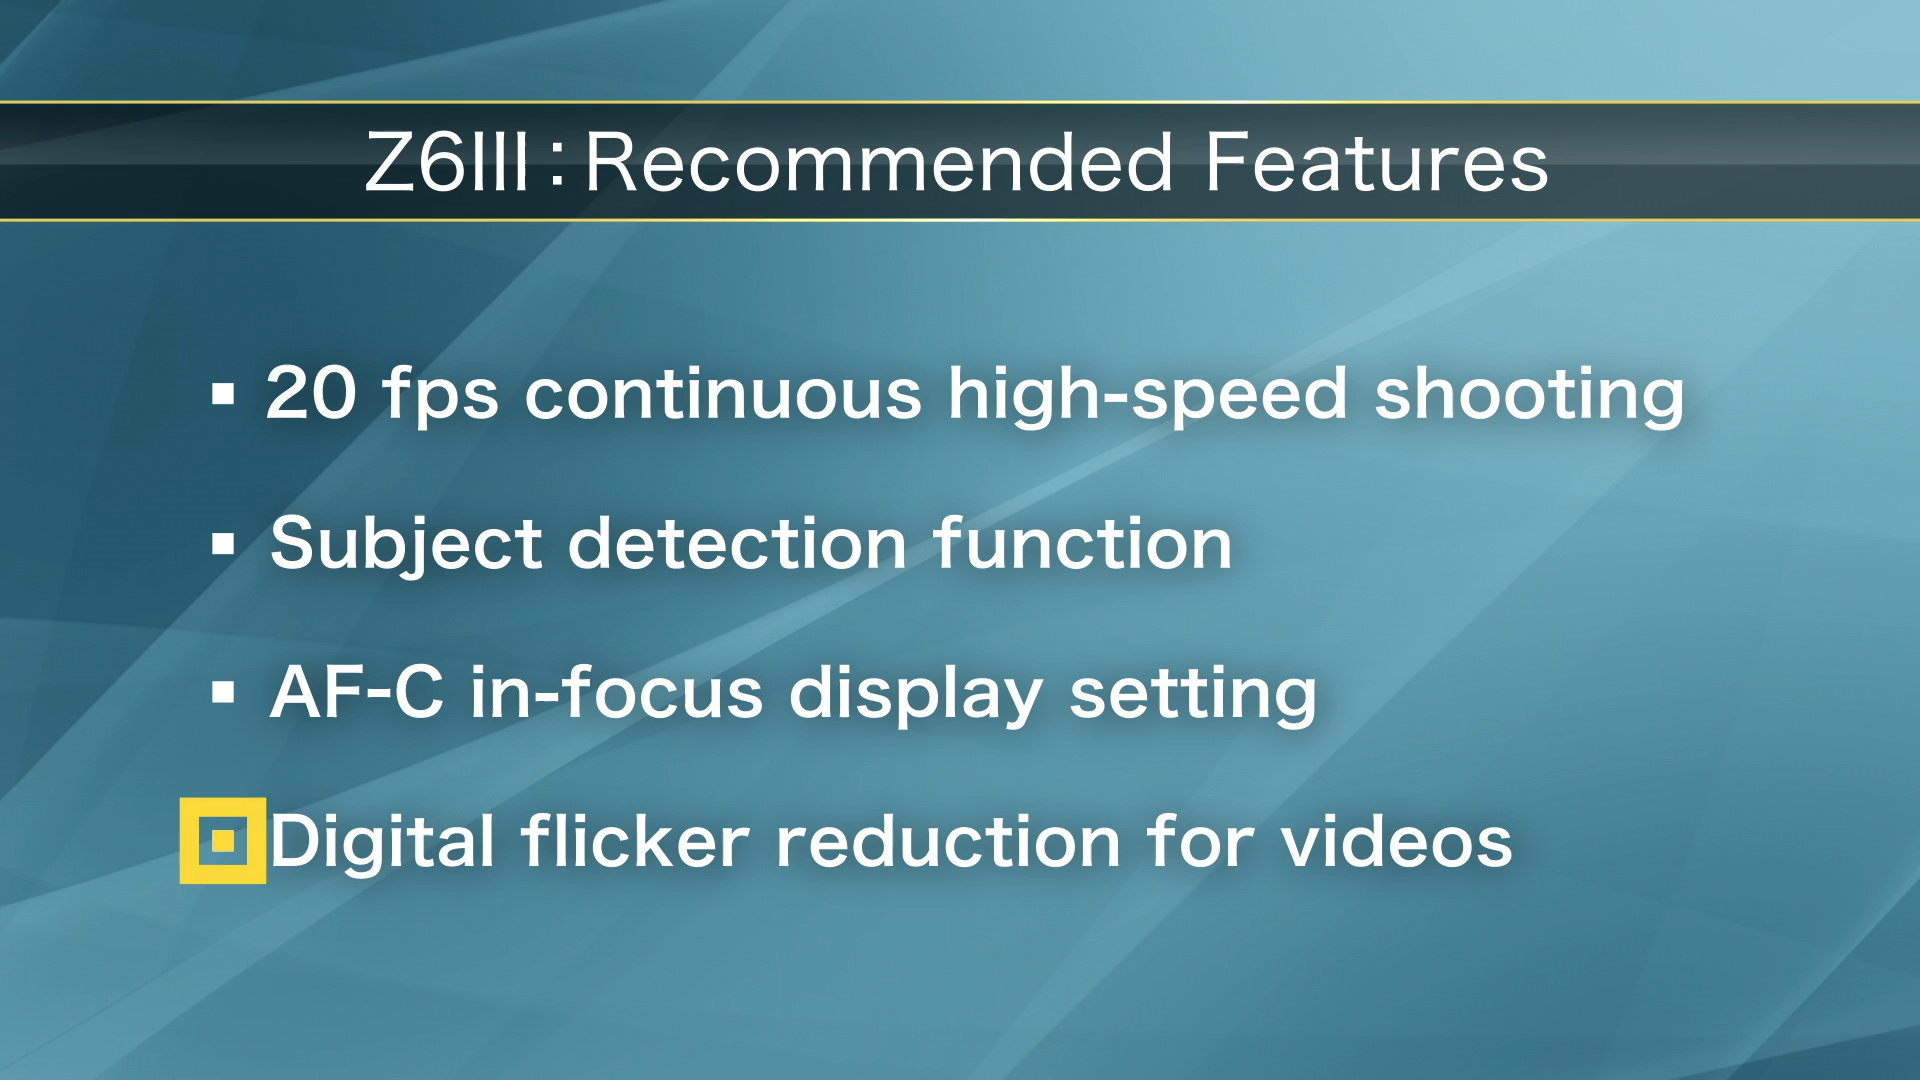 Z6III:Recommended Features
▪ 20 fps continuous high-speed shooting
▪ Subject detection function
▪ AF-C in-focus display setting
▪ Digital flicker reduction for videos